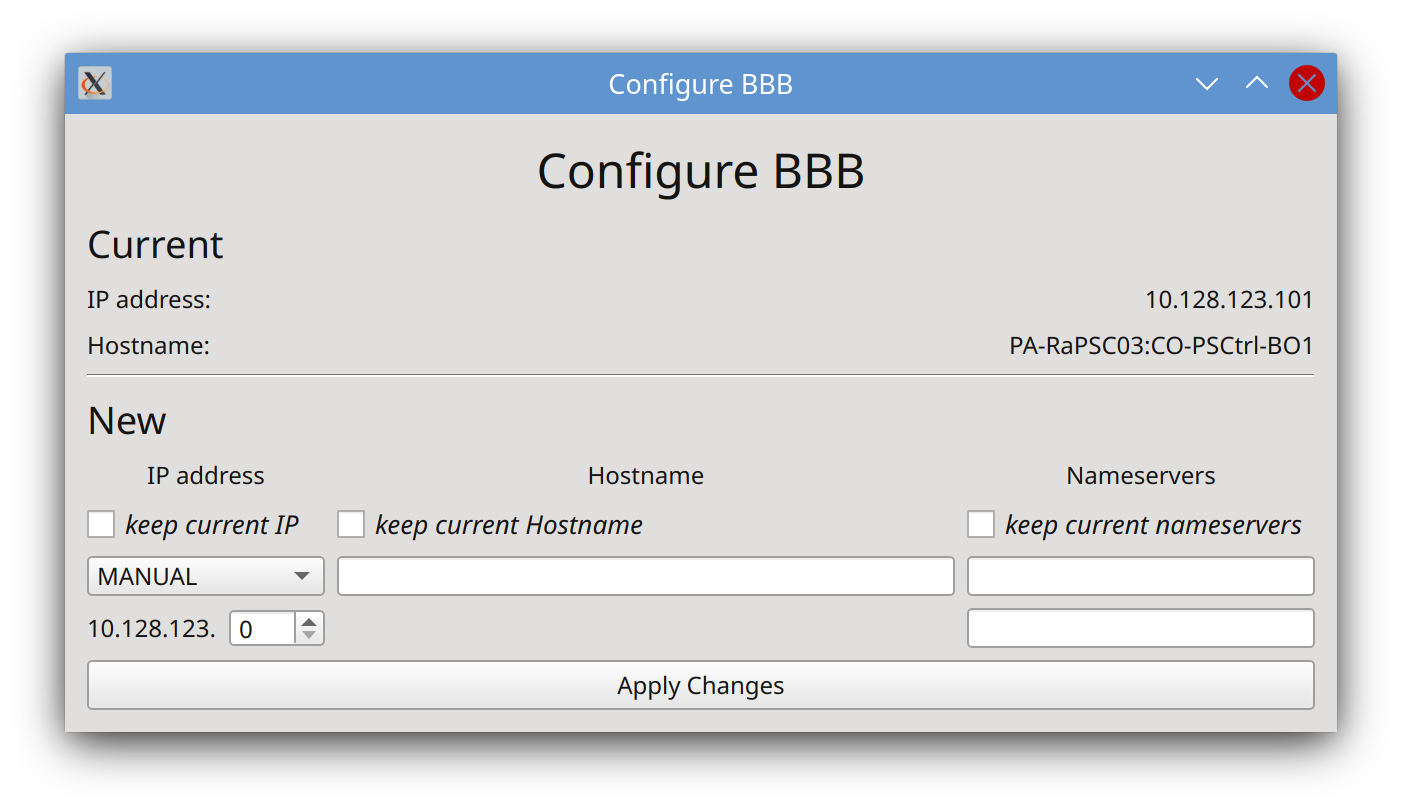 Configure BBB
Configure BBB
Current
IP address: 10.128.123.101
Hostname: PA-RaPSC03:CO-PSCtrl-BO1
New
IP address Hostname Nameservers
keep current IP keep current Hostname keep current nameservers
MANUAL
10.128.123. 0
Apply Changes